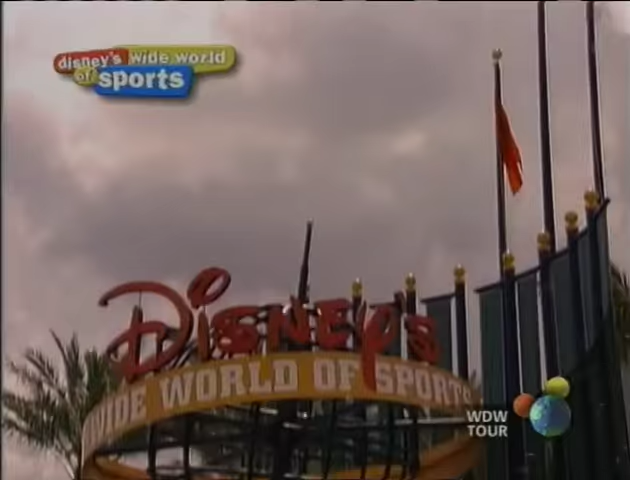 disney's wide world
of sports
Disney's
WIDE WORLD OF SPORTS
WDW
TOUR